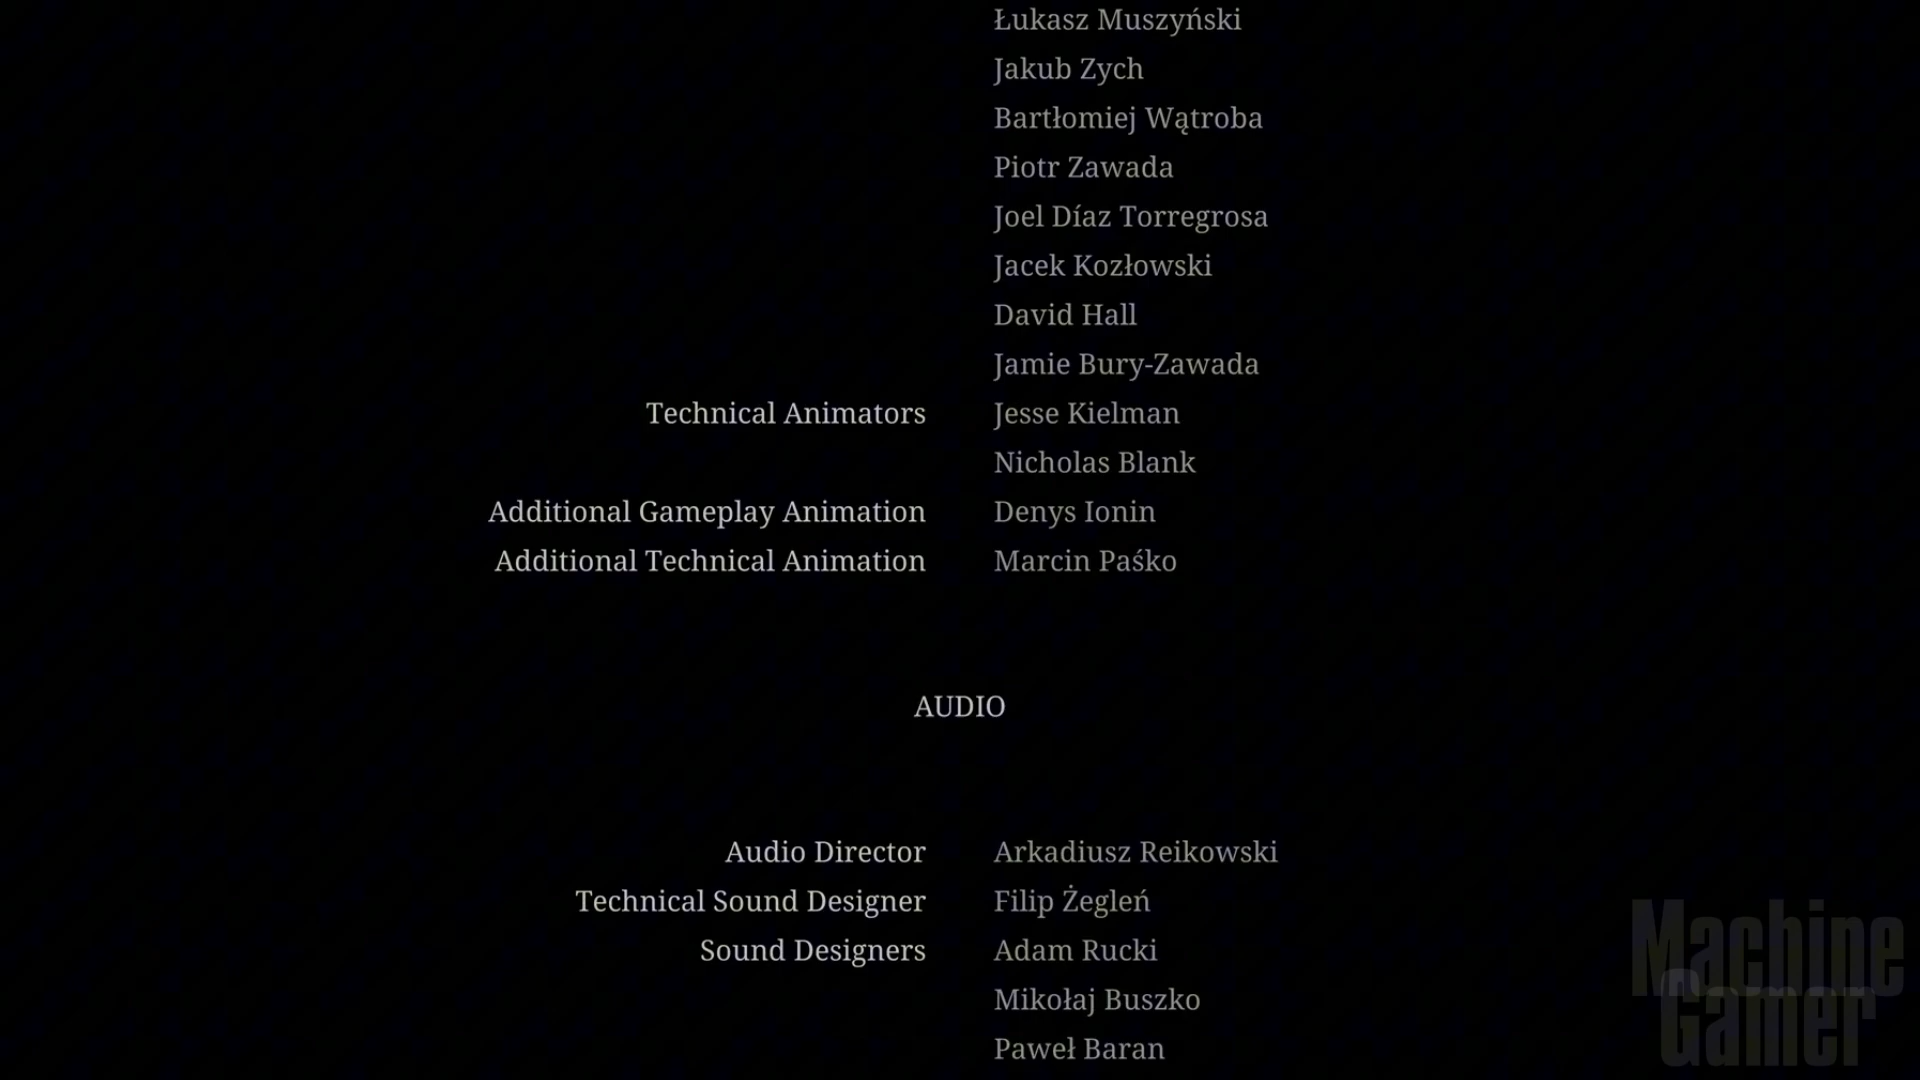 Łukasz Muszyński
Jakub Zych
Bartłomiej Wątroba
Piotr Zawada
Joel Díaz Torregrosa
Jacek Kozłowski
David Hall
Jamie Bury-Zawada
Technical Animators Jesse Kielman
Nicholas Blank
Additional Gameplay Animation Denys Ionin
Additional Technical Animation Marcin Paśko
AUDIO
Audio Director Arkadiusz Reikowski
Technical Sound Designer Filip Żegleń
Sound Designers Adam Rucki
Mikołaj Buszko
Paweł Baran
Machine
Gamer